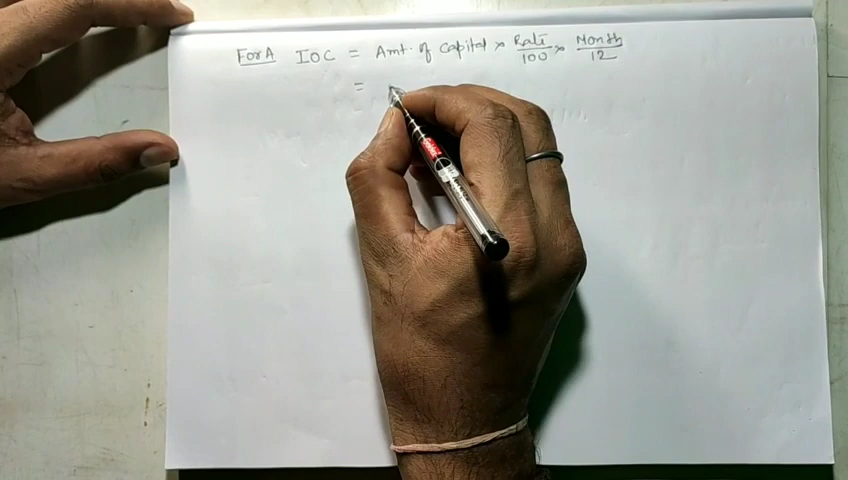 For A IOC = Amt. of Capital × Rate/100 × Month/12
=